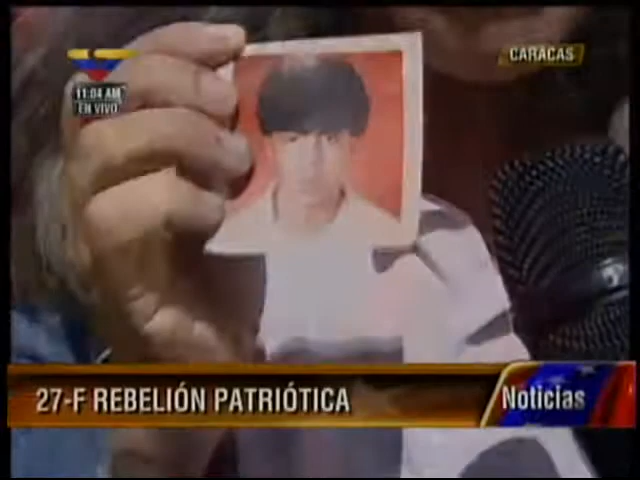 CARACAS
11:04 AM
EN VIVO
27-F REBELIÓN PATRIÓTICA
Noticias